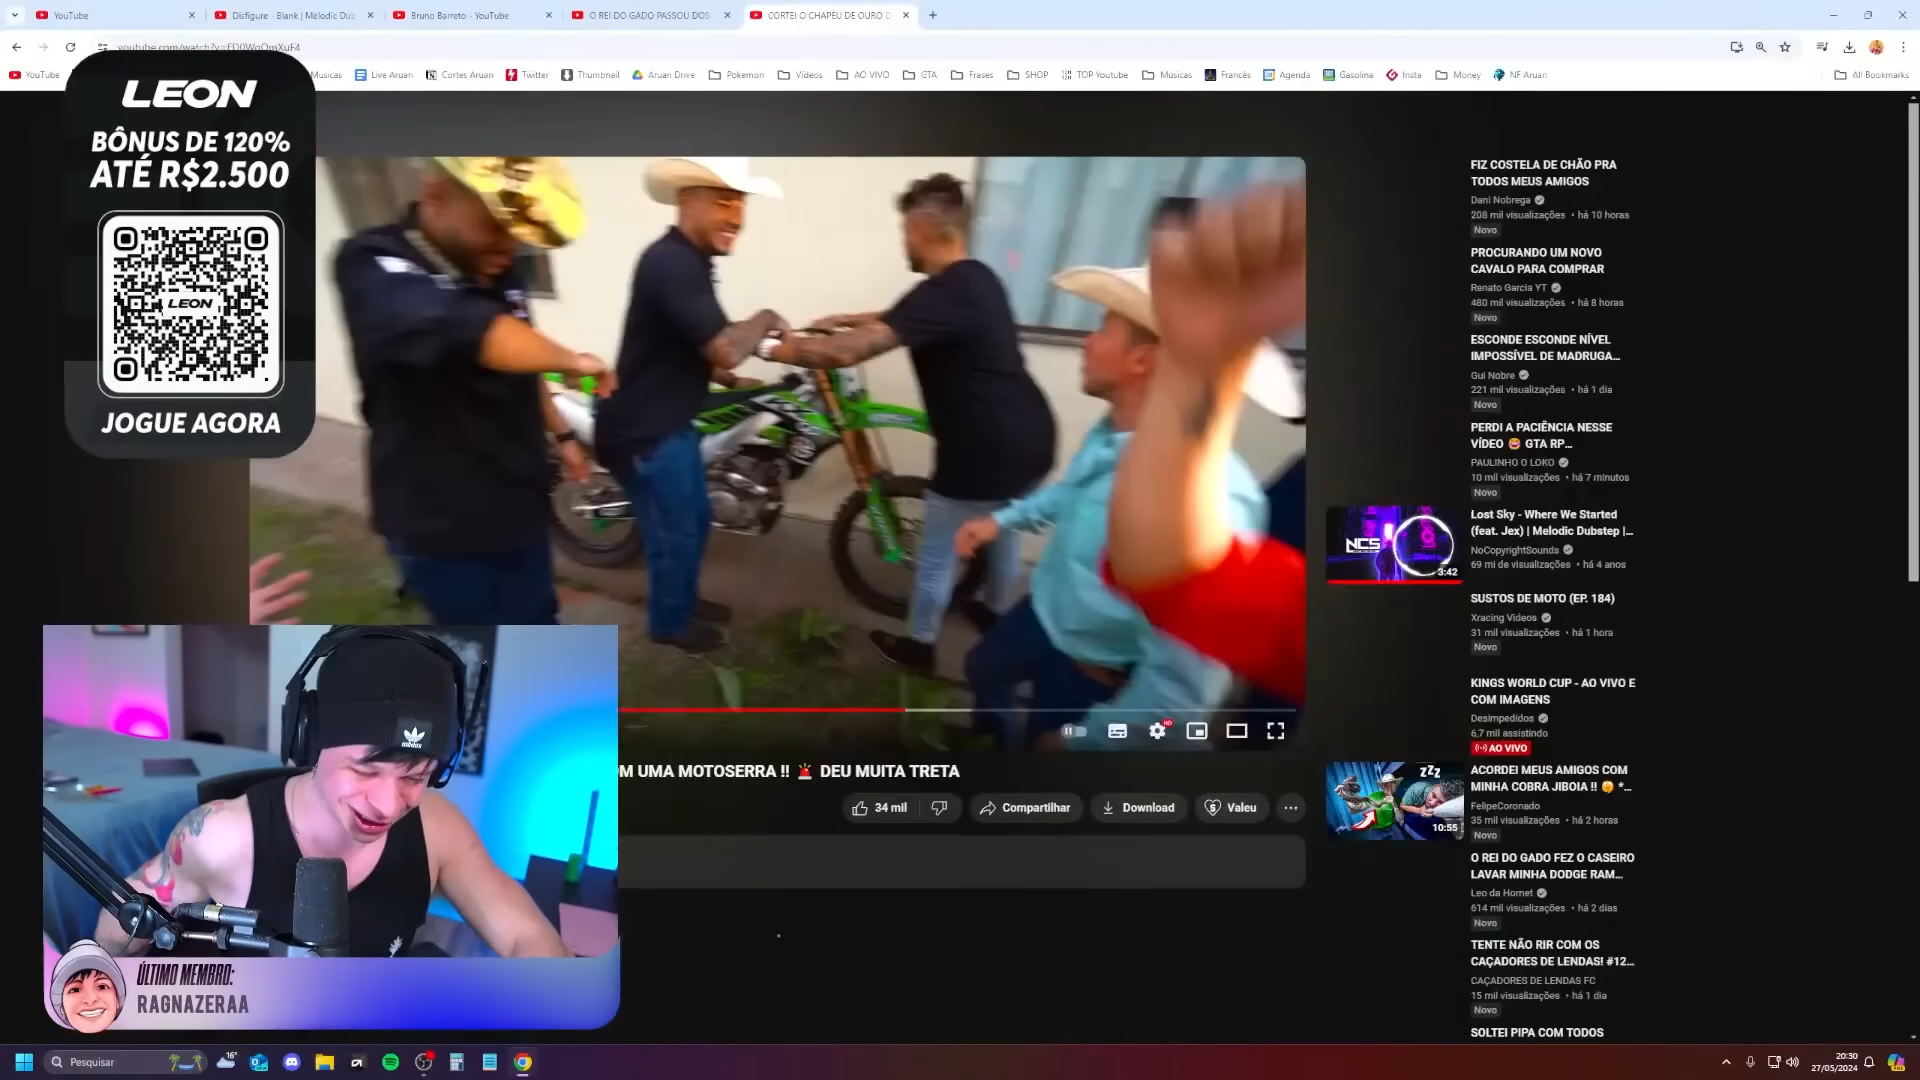 YouTube
Disfigure - Blank | Melodic Dub
Bruno Barreto - YouTube
O REI DO GADO PASSOU DOS
CORTEI O CHAPÉU DE OURO D
youtube.com/watch?v=
YouTube
Musicas
Live Aruan
Cortes Aruan
Twitter
Thumbnail
Aruan Drive
Pokemon
Vídeos
AO VIVO
GTA
Frases
SHOP
TOP Youtube
Músicas
Francês
Agenda
Gasolina
Insta
Money
NF Aruan
All Bookmarks
LEON
BÔNUS DE 120%
ATÉ R$2.500
LEON
JOGUE AGORA
M UMA MOTOSERRA !! 🚨 DEU MUITA TRETA
34 mil
Compartilhar
Download
Valeu
HD
ÚLTIMO MEMBRO:
RAGNAZERAA
FIZ COSTELA DE CHÃO PRA
TODOS MEUS AMIGOS
Dani Nobrega
208 mil visualizações • há 10 horas
Novo
PROCURANDO UM NOVO
CAVALO PARA COMPRAR
Renato Garcia YT
480 mil visualizações • há 8 horas
Novo
ESCONDE ESCONDE NÍVEL
IMPOSSÍVEL DE MADRUGA...
Gui Nobre
221 mil visualizações • há 1 dia
Novo
PERDI A PACIÊNCIA NESSE
VÍDEO 😂 GTA RP...
PAULINHO O LOKO
10 mil visualizações • há 7 minutos
Novo
NCS
3:42
Lost Sky - Where We Started
(feat. Jex) | Melodic Dubstep |...
NoCopyrightSounds
69 mi de visualizações • há 4 anos
SUSTOS DE MOTO (EP. 184)
Xracing Videos
31 mil visualizações • há 1 hora
Novo
KINGS WORLD CUP - AO VIVO E
COM IMAGENS
Desimpedidos
6,7 mil assistindo
AO VIVO
ZZZ
10:55
ACORDEI MEUS AMIGOS COM
MINHA COBRA JIBOIA !! 🤫 *...
FelipeCoronado
35 mil visualizações • há 2 horas
Novo
O REI DO GADO FEZ O CASEIRO
LAVAR MINHA DODGE RAM...
Leo da Hornet
614 mil visualizações • há 2 dias
Novo
TENTE NÃO RIR COM OS
CAÇADORES DE LENDAS! #12...
CAÇADORES DE LENDAS FC
15 mil visualizações • há 1 dia
Novo
SOLTEI PIPA COM TODOS
Pesquisar
16°
20:30
27/05/2024